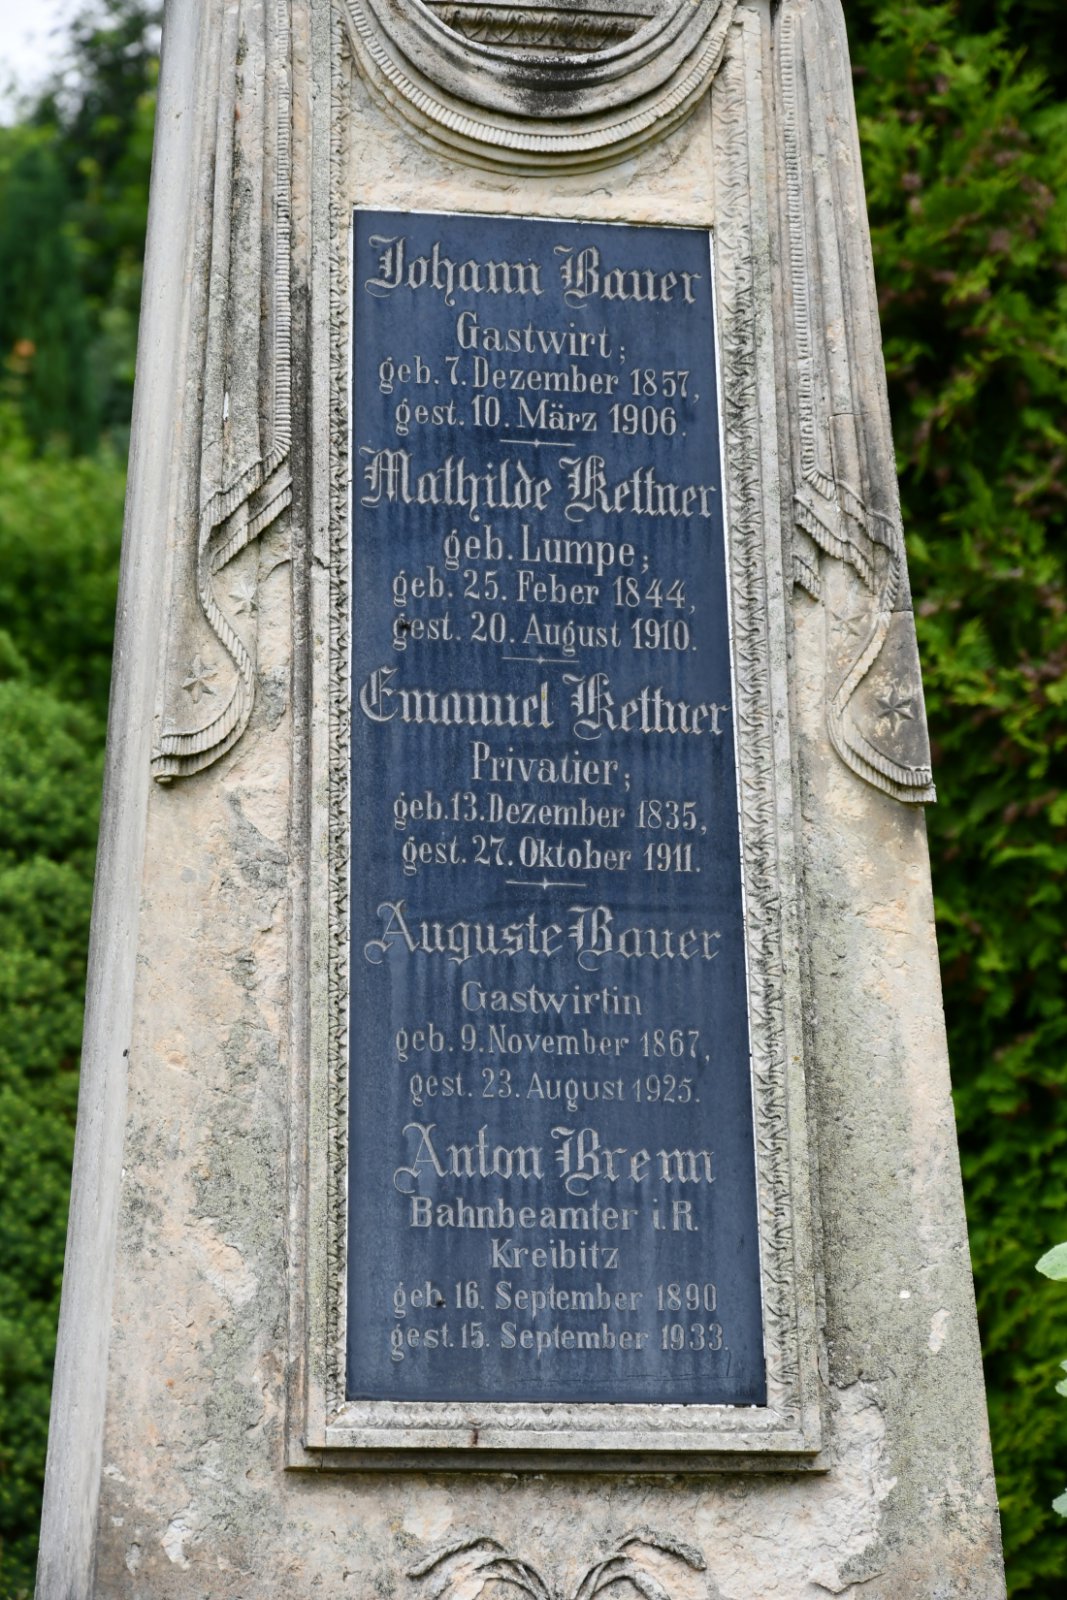 Johann Bauer
Gastwirt;
geb. 7. Dezember 1857,
gest. 10. März 1906.
Mathilde Kettner
geb. Lumpe;
geb. 25. Feber 1844,
gest. 20. August 1910.
Emanuel Kettner
Privatier;
geb. 13. Dezember 1835,
gest. 27. Oktober 1911.
Auguste Bauer
Gastwirtin
geb. 9. November 1867,
gest. 23. August 1925.
Anton Brenn
Bahnbeamter i. R.
Kreibitz
geb. 16. September 1890
gest. 15. September 1933.